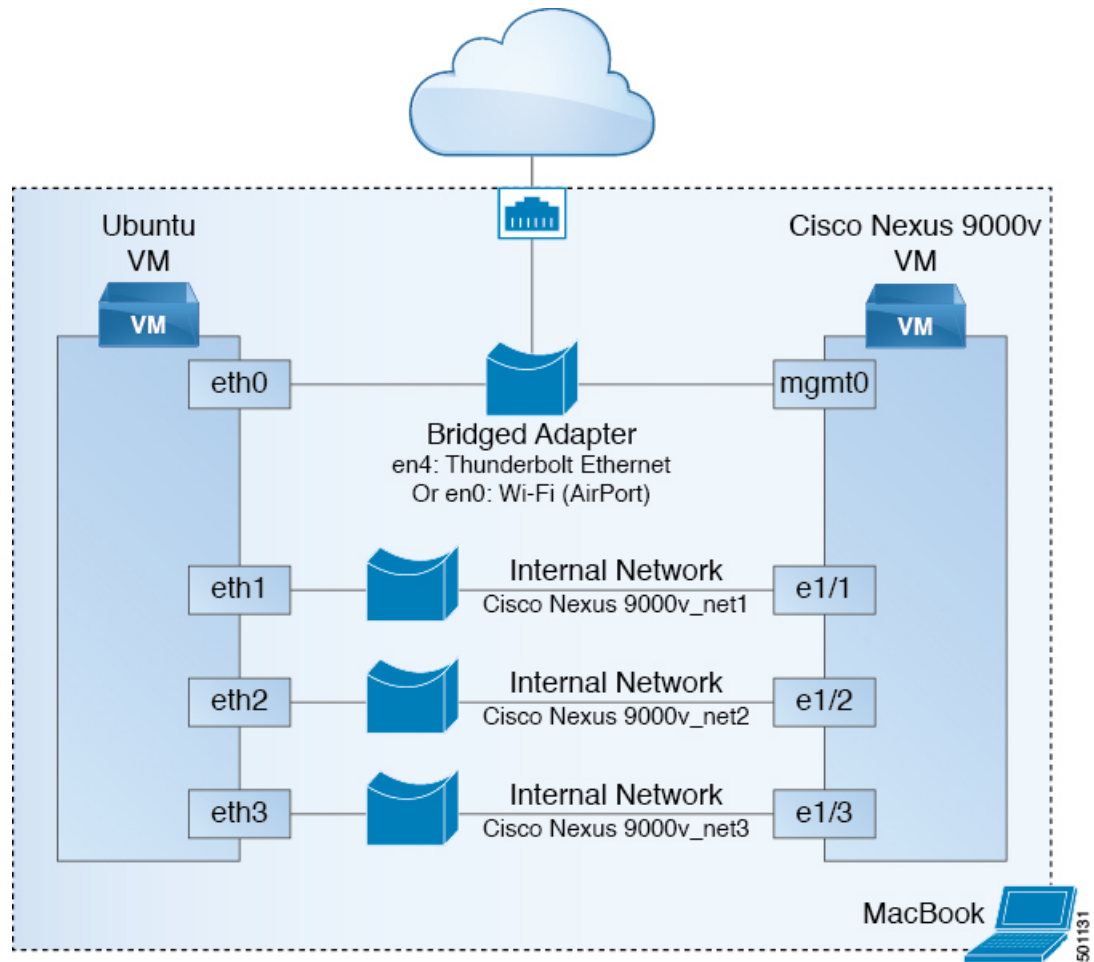 Ubuntu
VM
Cisco Nexus 9000v
VM
VM
VM
eth0
mgmt0
Bridged Adapter
en4: Thunderbolt Ethernet
Or en0: Wi-Fi (AirPort)
eth1
Internal Network
Cisco Nexus 9000v_net1
e1/1
eth2
Internal Network
Cisco Nexus 9000v_net2
e1/2
eth3
Internal Network
Cisco Nexus 9000v_net3
e1/3
MacBook
501131